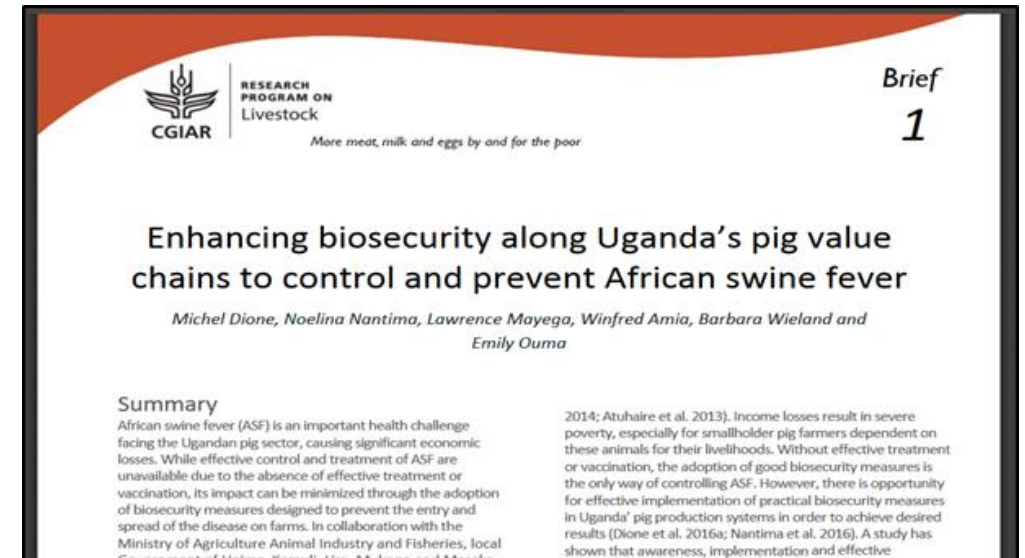 RESEARCH
PROGRAM ON
Livestock
CGIAR
More meat, milk and eggs by and for the poor
Brief
1
Enhancing biosecurity along Uganda's pig value
chains to control and prevent African swine fever
Michel Dione, Noelina Nantima, Lawrence Mayega, Winfred Amia, Barbara Wieland and
Emily Ouma
Summary
African swine fever (ASF) is an important health challenge
facing the Ugandan pig sector, causing significant economic
losses. While effective control and treatment of ASF are
unavailable due to the absence of effective treatment or
vaccination, its impact can be minimized through the adoption
of biosecurity measures designed to prevent the entry and
spread of the disease on farms. In collaboration with the
Ministry of Agriculture Animal Industry and Fisheries, local
2014; Atuhaire et al. 2013). Income losses result in severe
poverty, especially for smallholder pig farmers dependent on
these animals for their livelihoods. Without effective treatment
or vaccination, the adoption of good biosecurity measures is
the only way of controlling ASF. However, there is opportunity
for effective implementation of practical biosecurity measures
in Uganda' pig production systems in order to achieve desired
results (Dione et al. 2016a; Nantima et al. 2016). A study has
shown that awareness, implementation and effective